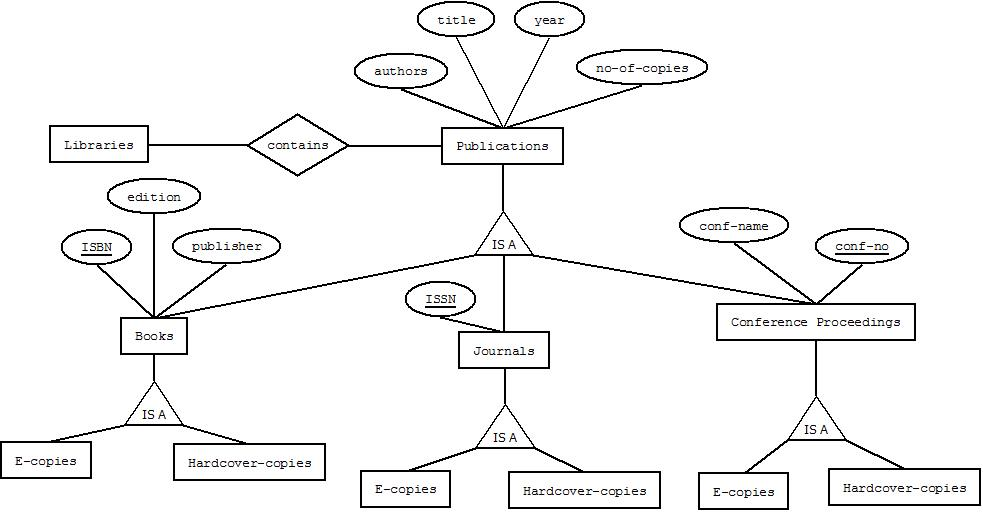 title
year
authors
no-of-copies
Libraries
contains
Publications
edition
ISBN
publisher
IS A
conf-name
conf-no
ISSN
Books
Journals
Conference Proceedings
IS A
IS A
IS A
E-copies
Hardcover-copies
E-copies
Hardcover-copies
E-copies
Hardcover-copies